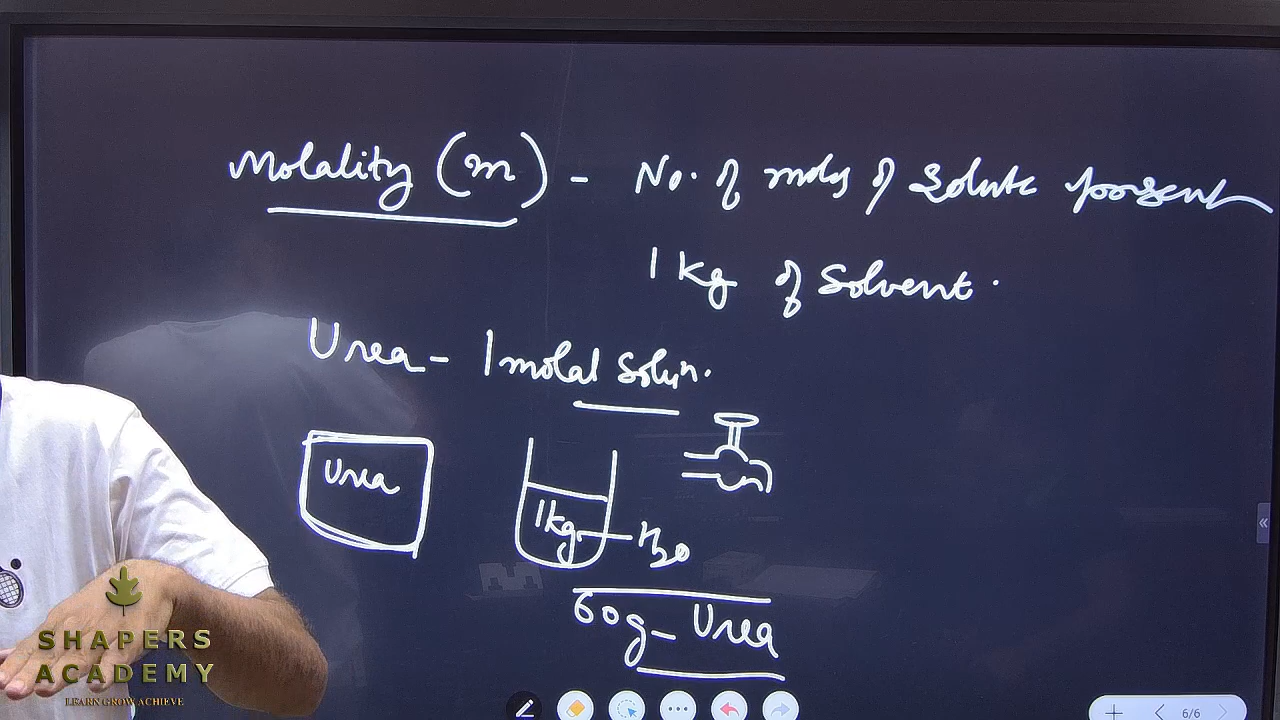 Molality (m) - No. of moles of Solute present
1 kg of Solvent.
Urea - 1 molal Solun.
Urea
1kg
H2O
60g - Urea
SHAPERS
ACADEMY
LEARN GROW ACHIEVE
6/6